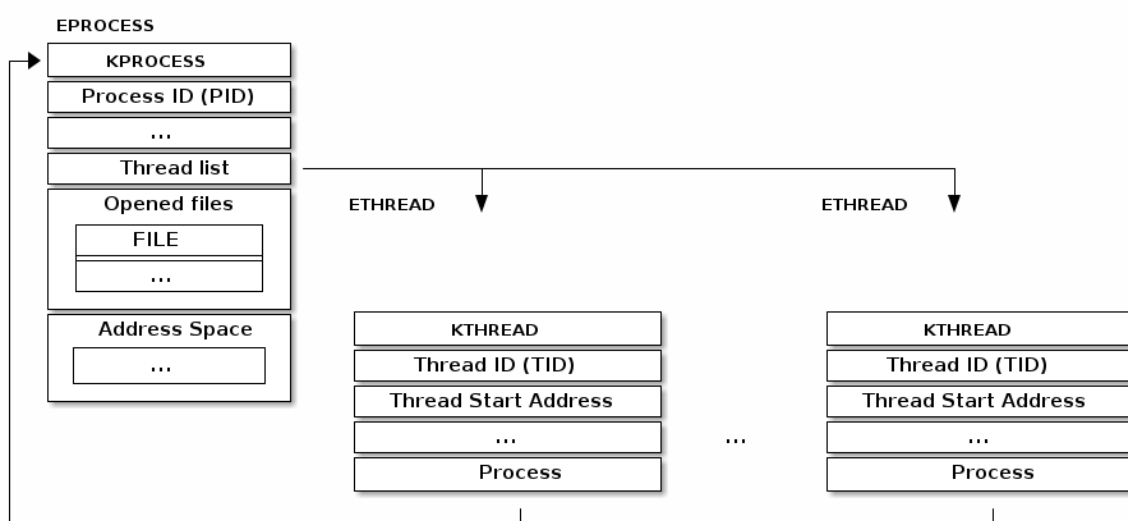 EPROCESS
KPROCESS
Process ID (PID)
...
Thread list
Opened files
FILE
...
Address Space
...
ETHREAD
KTHREAD
Thread ID (TID)
Thread Start Address
...
Process
...
ETHREAD
KTHREAD
Thread ID (TID)
Thread Start Address
...
Process